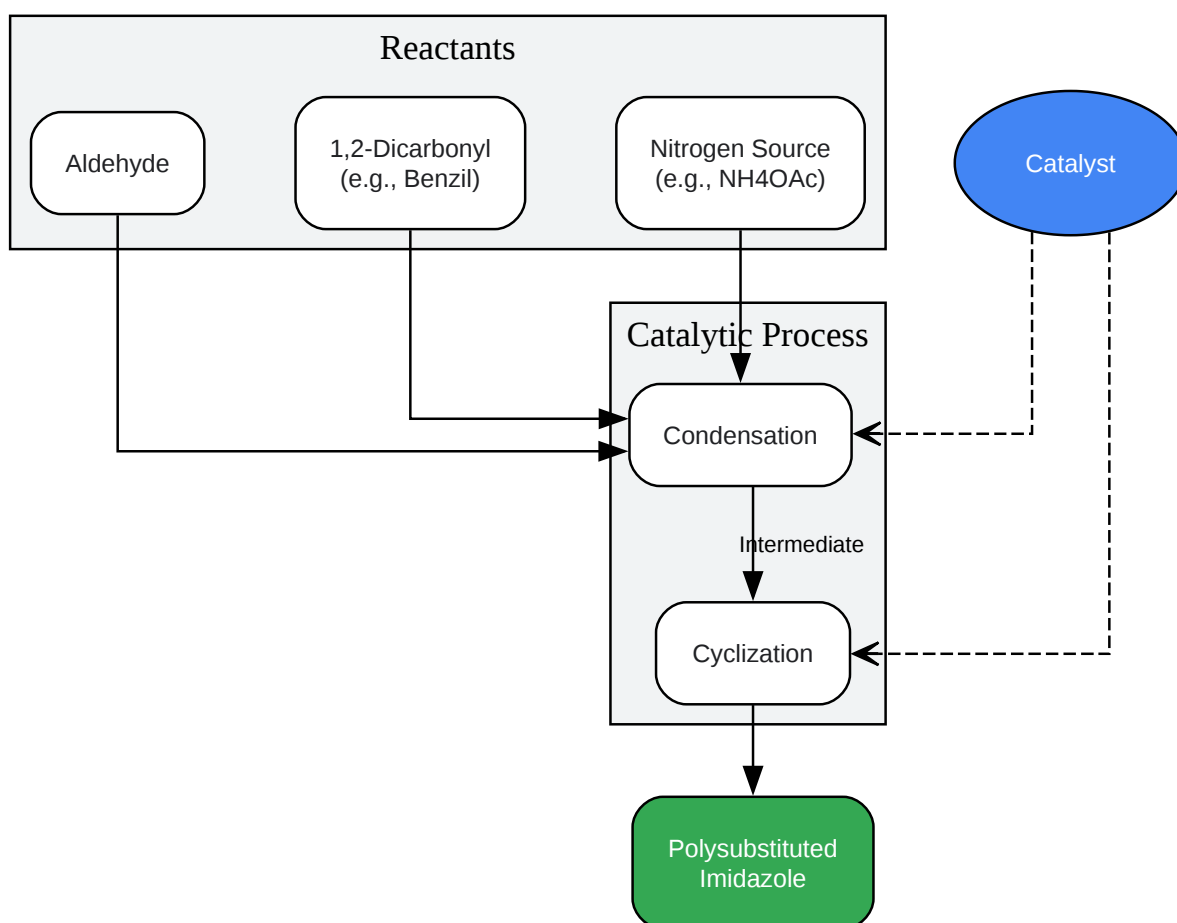 Reactants
Aldehyde
1,2-Dicarbonyl
(e.g., Benzil)
Nitrogen Source
(e.g., NH4OAc)
Catalyst
Catalytic Process
Condensation
Intermediate
Cyclization
Polysubstituted
Imidazole